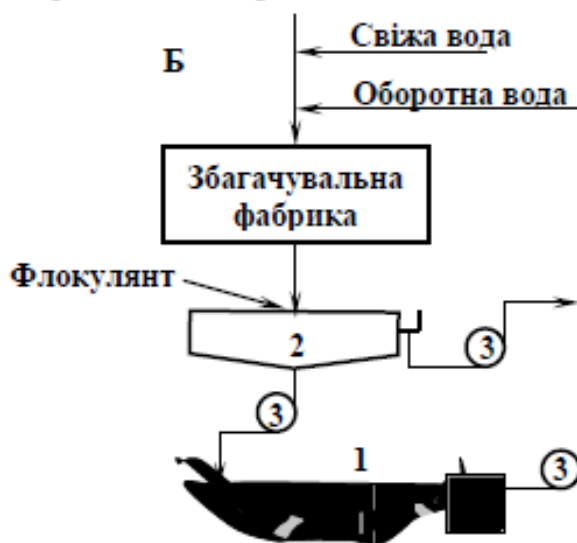 Свіжа вода
Б
Оборотна вода
Збагачувальна
фабрика
Флокулянт
2
3
3
1
3